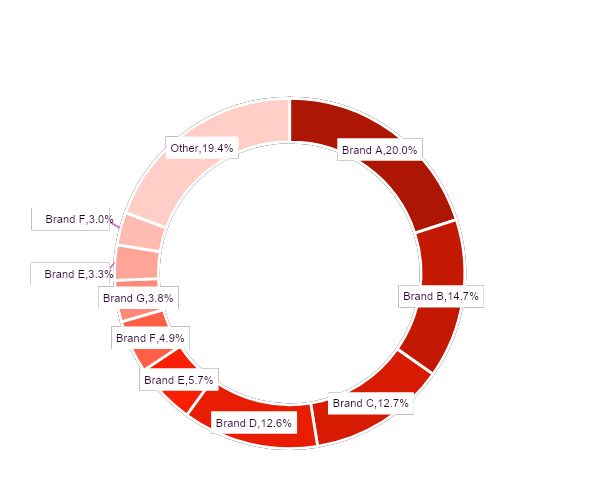 Other,19.4%
Brand A,20.0%
Brand F,3.0%
Brand E,3.3%
Brand G,3.8%
Brand B,14.7%
Brand F,4.9%
Brand E,5.7%
Brand C,12.7%
Brand D,12.6%